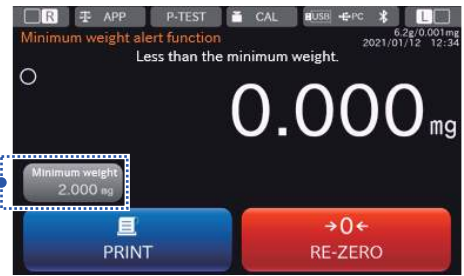 R APP P-TEST CAL USB PC L
Minimum weight alert function
6.2g/0.001mg
2021/01/12 12:34
Less than the minimum weight.
0.000 mg
Minimum weight
2.000 mg
→0←
PRINT RE-ZERO